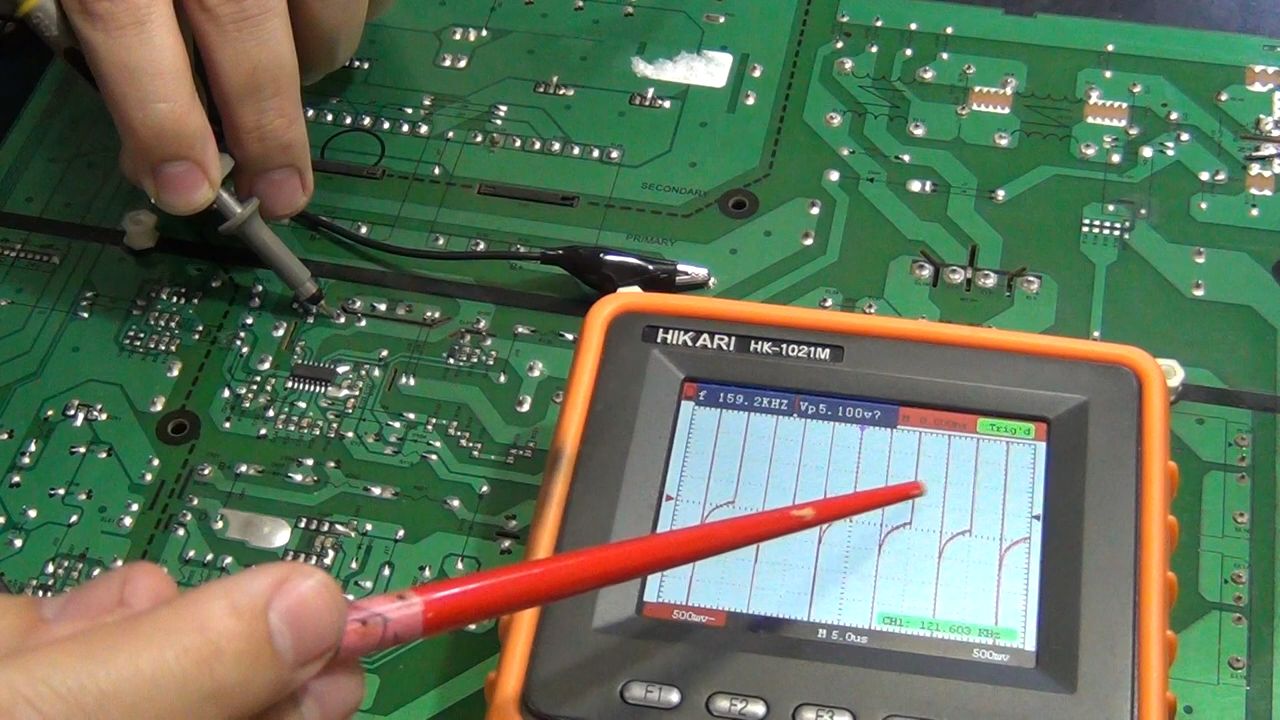 SECONDARY
PRIMARY
HIKARI HK-1021M
f 159.2KHZ Vp5.100v?
Trig'd
CH1: 121.603 KHz
500mv~
M 5.0us
500mv
F1
F2
F3